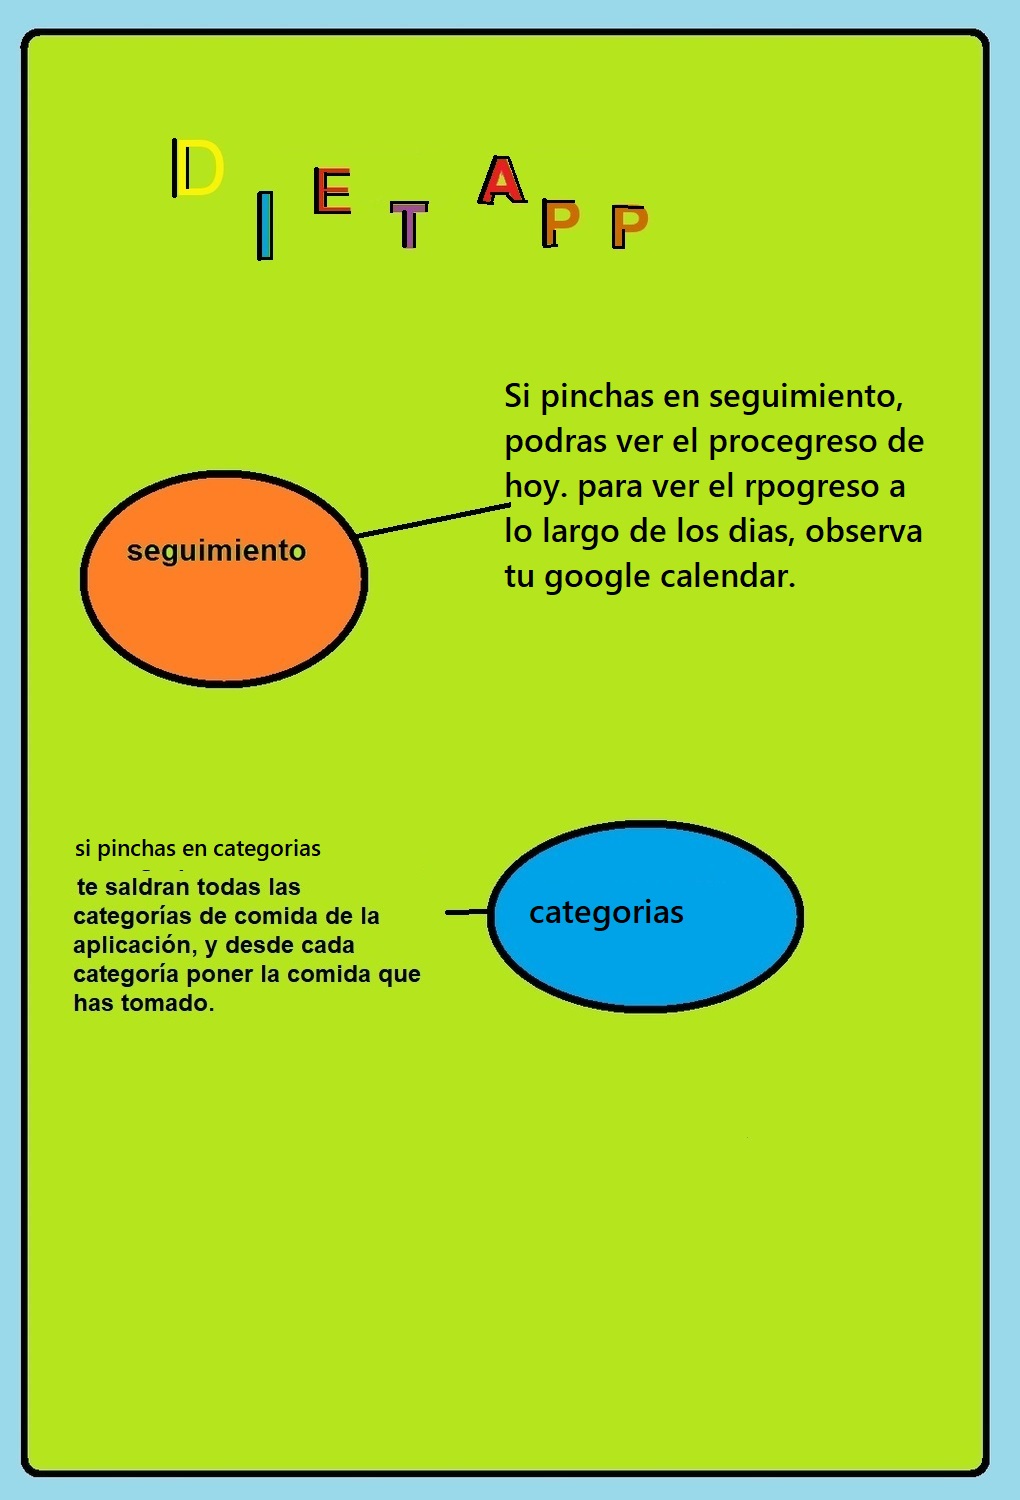 DIET APP
Si pinchas en seguimiento,
podras ver el procegreso de
hoy. para ver el rpogreso a
lo largo de los dias, observa
tu google calendar.
seguimiento
si pinchas en categorias
te saldran todas las
categorías de comida de la
aplicación, y desde cada
categoría poner la comida que
has tomado.
categorias